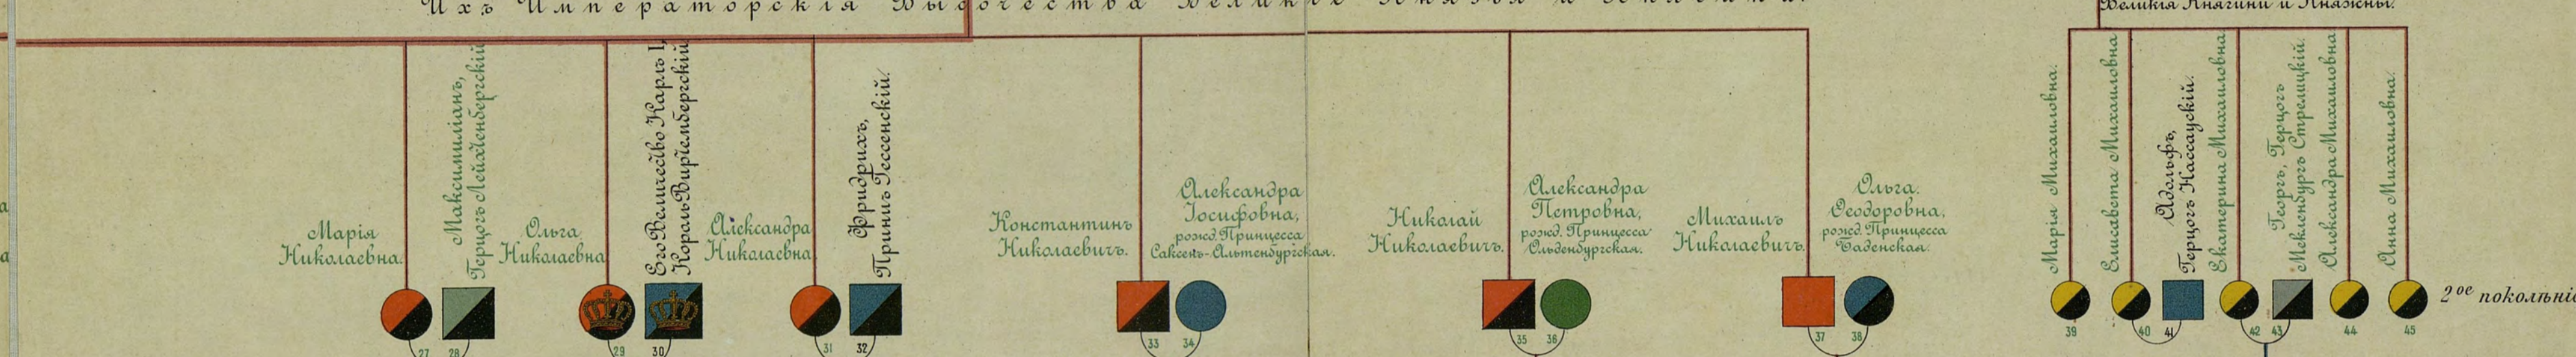 Ихъ Императорскія Высочества Великіе Князья и Княгини.
Великія Княгини и Княжны.
Марія
Николаевна.
Максимиліанъ,
Герцогъ Лейхтенбергскій
Ольга
Николаевна
Его Величество Карлъ I,
Король Виртембергскій
Александра
Николаевна
Фридрихъ,
Принцъ Гессенскій.
Константинъ
Николаевичъ.
Александра
Іосифовна,
рожд. Принцесса
Саксенъ-Альтенбургская.
Николай
Николаевичъ.
Александра
Петровна,
рожд. Принцесса
Ольденбургская.
Михаилъ
Николаевичъ.
Ольга
Ѳеодоровна,
рожд. Принцесса
Баденская.
Марія Михаиловна.
Елисавета Михаиловна
Адольфъ,
Герцогъ Нассаускій.
Екатерина Михаиловна
Георгъ, Герцогъ
Мекленбургъ Стрелицкій.
Александра Михаиловна
Анна Михаиловна.
2ое поколѣніе
27 28 29 30 31 32 33 34 35 36 37 38 39 40 41 42 43 44 45